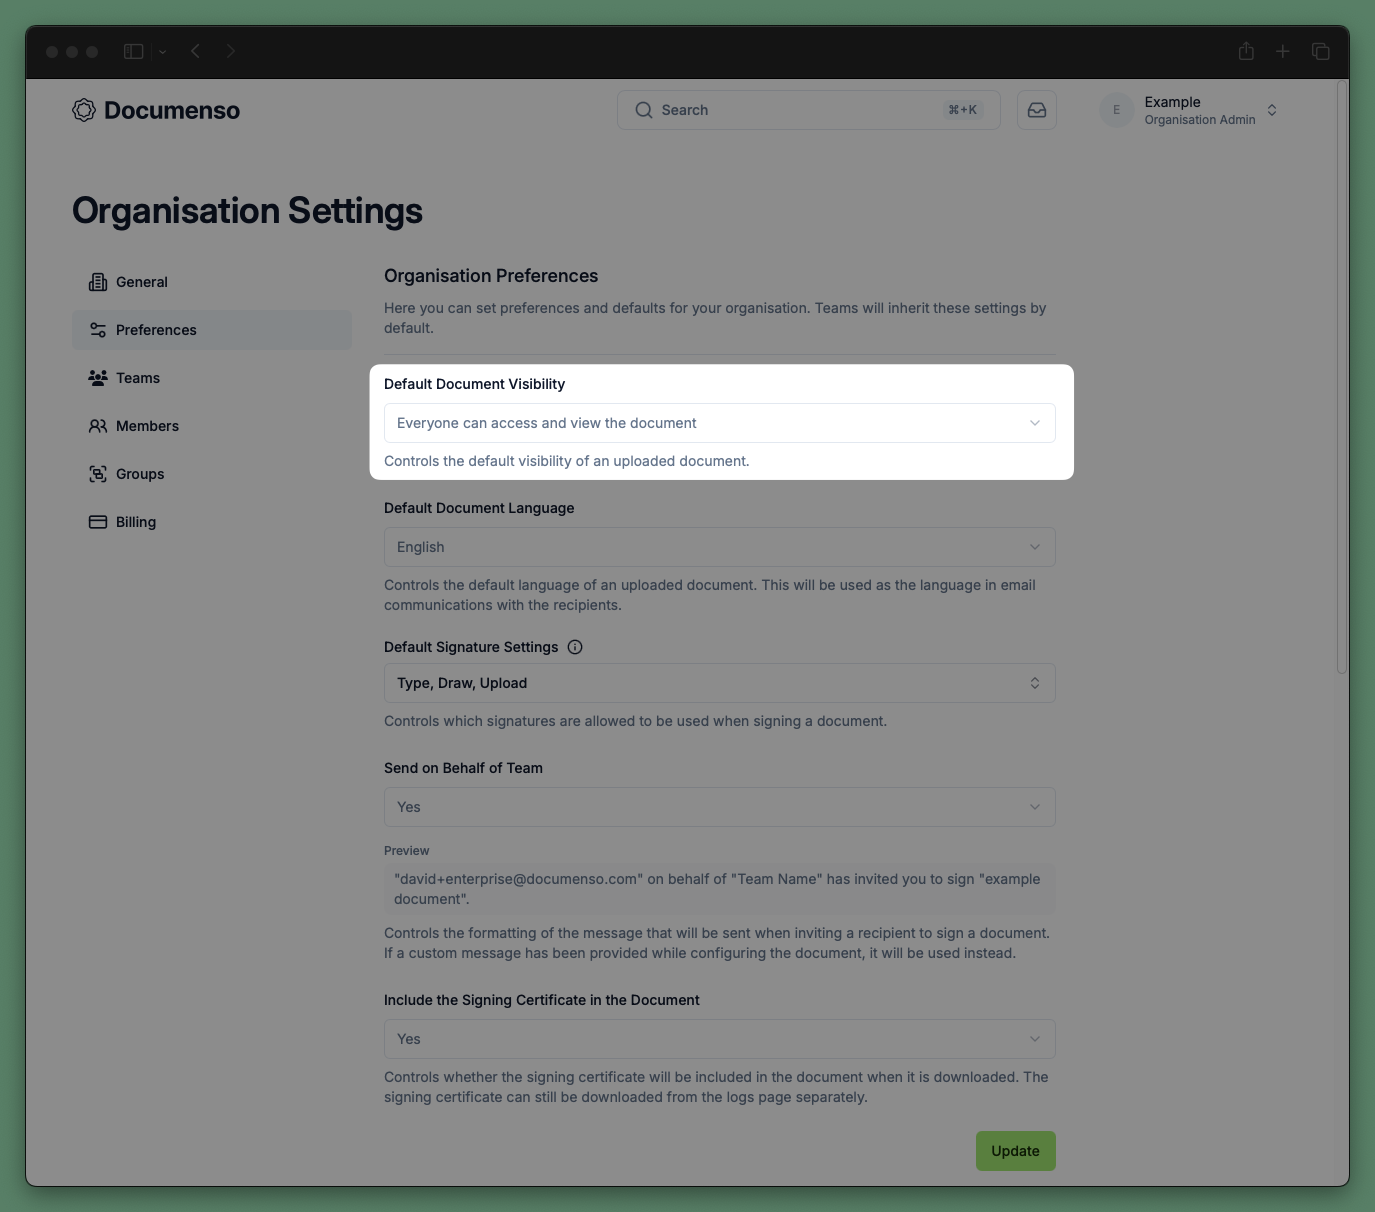 Documenso
Search
⌘+K
E
Example
Organisation Admin
Organisation Settings
General
Preferences
Teams
Members
Groups
Billing
Organisation Preferences
Here you can set preferences and defaults for your organisation. Teams will inherit these settings by
default.
Default Document Visibility
Everyone can access and view the document
Controls the default visibility of an uploaded document.
Default Document Language
English
Controls the default language of an uploaded document. This will be used as the language in email
communications with the recipients.
Default Signature Settings
Type, Draw, Upload
Controls which signatures are allowed to be used when signing a document.
Send on Behalf of Team
Yes
Preview
"david+enterprise@documenso.com" on behalf of "Team Name" has invited you to sign "example
document".
Controls the formatting of the message that will be sent when inviting a recipient to sign a document.
If a custom message has been provided while configuring the document, it will be used instead.
Include the Signing Certificate in the Document
Yes
Controls whether the signing certificate will be included in the document when it is downloaded. The
signing certificate can still be downloaded from the logs page separately.
Update